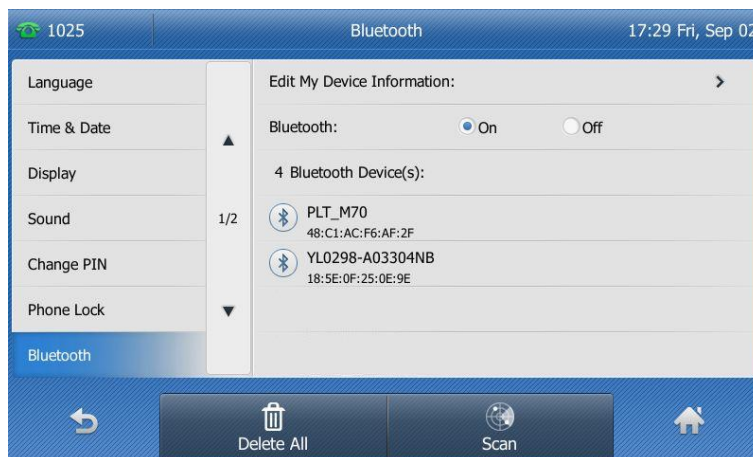 1025
Bluetooth
17:29 Fri, Sep 02
Language
Time & Date
Display
Sound
Change PIN
Phone Lock
Bluetooth
1/2
Edit My Device Information:
Bluetooth: On Off
4 Bluetooth Device(s):
PLT_M70
48:C1:AC:F6:AF:2F
YL0298-A03304NB
18:5E:0F:25:0E:9E
Delete All
Scan